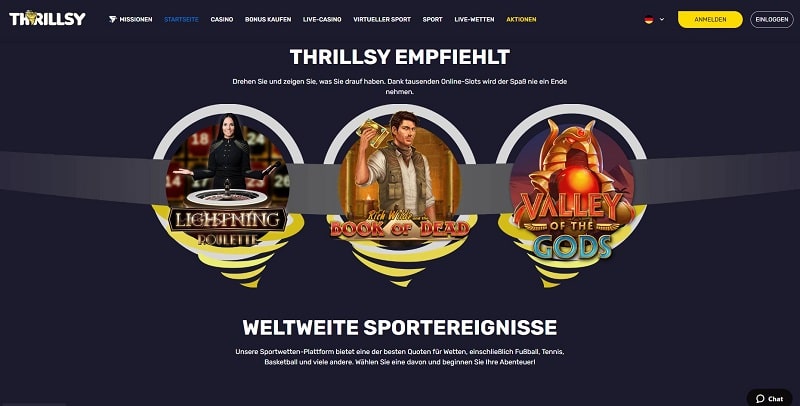 THRILLSY
MISSIONEN STARTSEITE CASINO BONUS KAUFEN LIVE-CASINO VIRTUELLER SPORT SPORT LIVE-WETTEN AKTIONEN ANMELDEN EINLOGGEN
THRILLSY EMPFIEHLT
Drehen Sie und zeigen Sie, was Sie drauf haben. Dank tausenden Online-Slots wird der Spaß nie ein Ende
nehmen.
18
24
LIGHTNING
ROULETTE
Rich Wilde and the
BOOK OF DEAD
VALLEY
OF THE
GODS
WELTWEITE SPORTEREIGNISSE
Unsere Sportwetten-Plattform bietet eine der besten Quoten für Wetten, einschließlich Fußball, Tennis,
Basketball und viele andere. Wählen Sie eine davon und beginnen Sie Ihre Abenteuer!
Chat